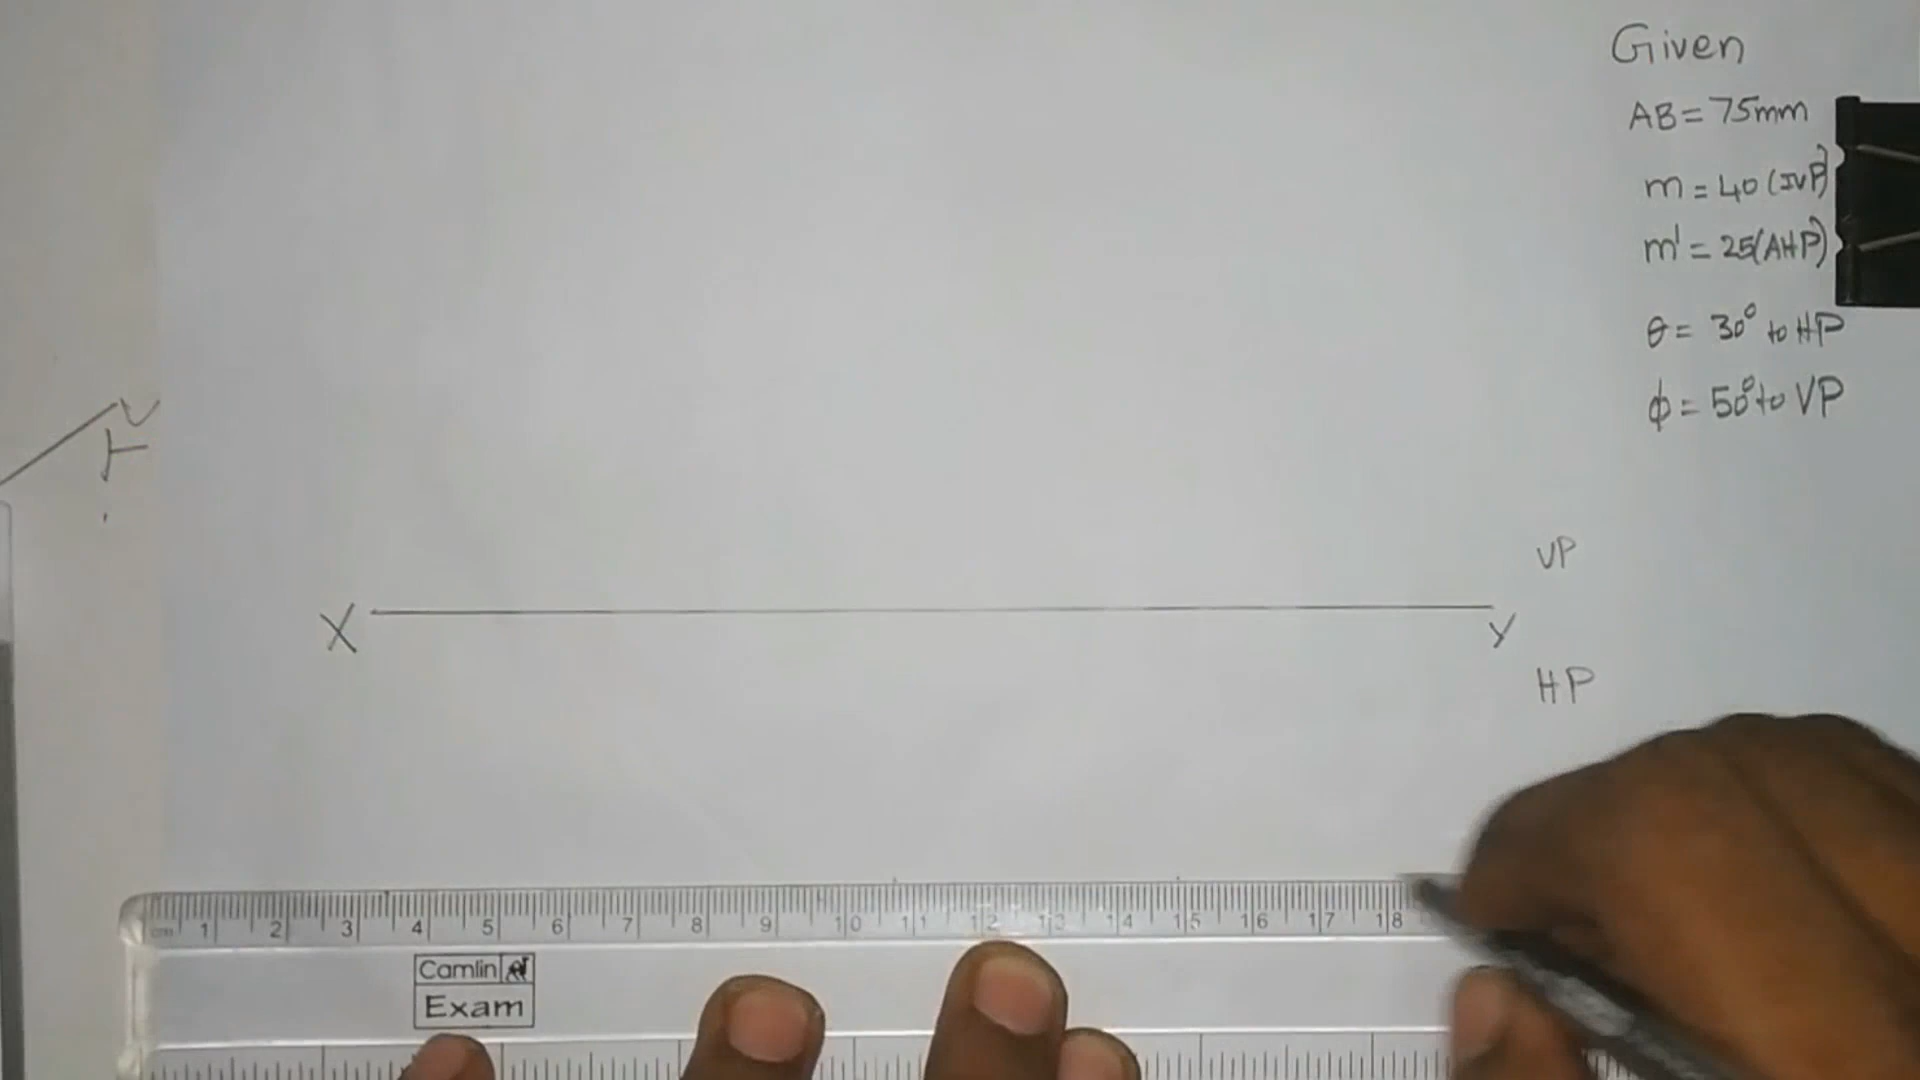 Given
AB = 75mm
m = 40 (IVP)
m' = 25(AHP)
θ = 30° to HP
ϕ = 50° to VP
VP
X
Y
HP
cm 1 2 3 4 5 6 7 8 9 10 11 12 13 14 15 16 17 18
Camlin
Exam